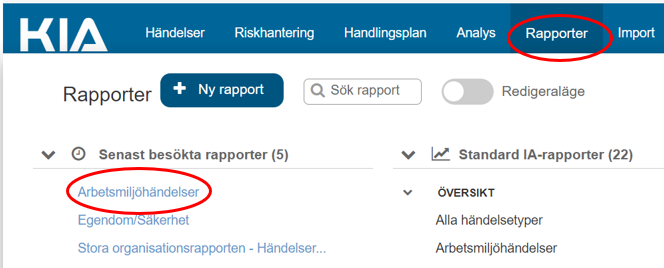 KIA Händelser Riskhantering Handlingsplan Analys Rapporter Import
Rapporter + Ny rapport Sök rapport Redigeraläge
Senast besökta rapporter (5)
Arbetsmiljöhändelser
Egendom/Säkerhet
Stora organisationsrapporten - Händelser...
Standard IA-rapporter (22)
ÖVERSIKT
Alla händelsetyper
Arbetsmiljöhändelser